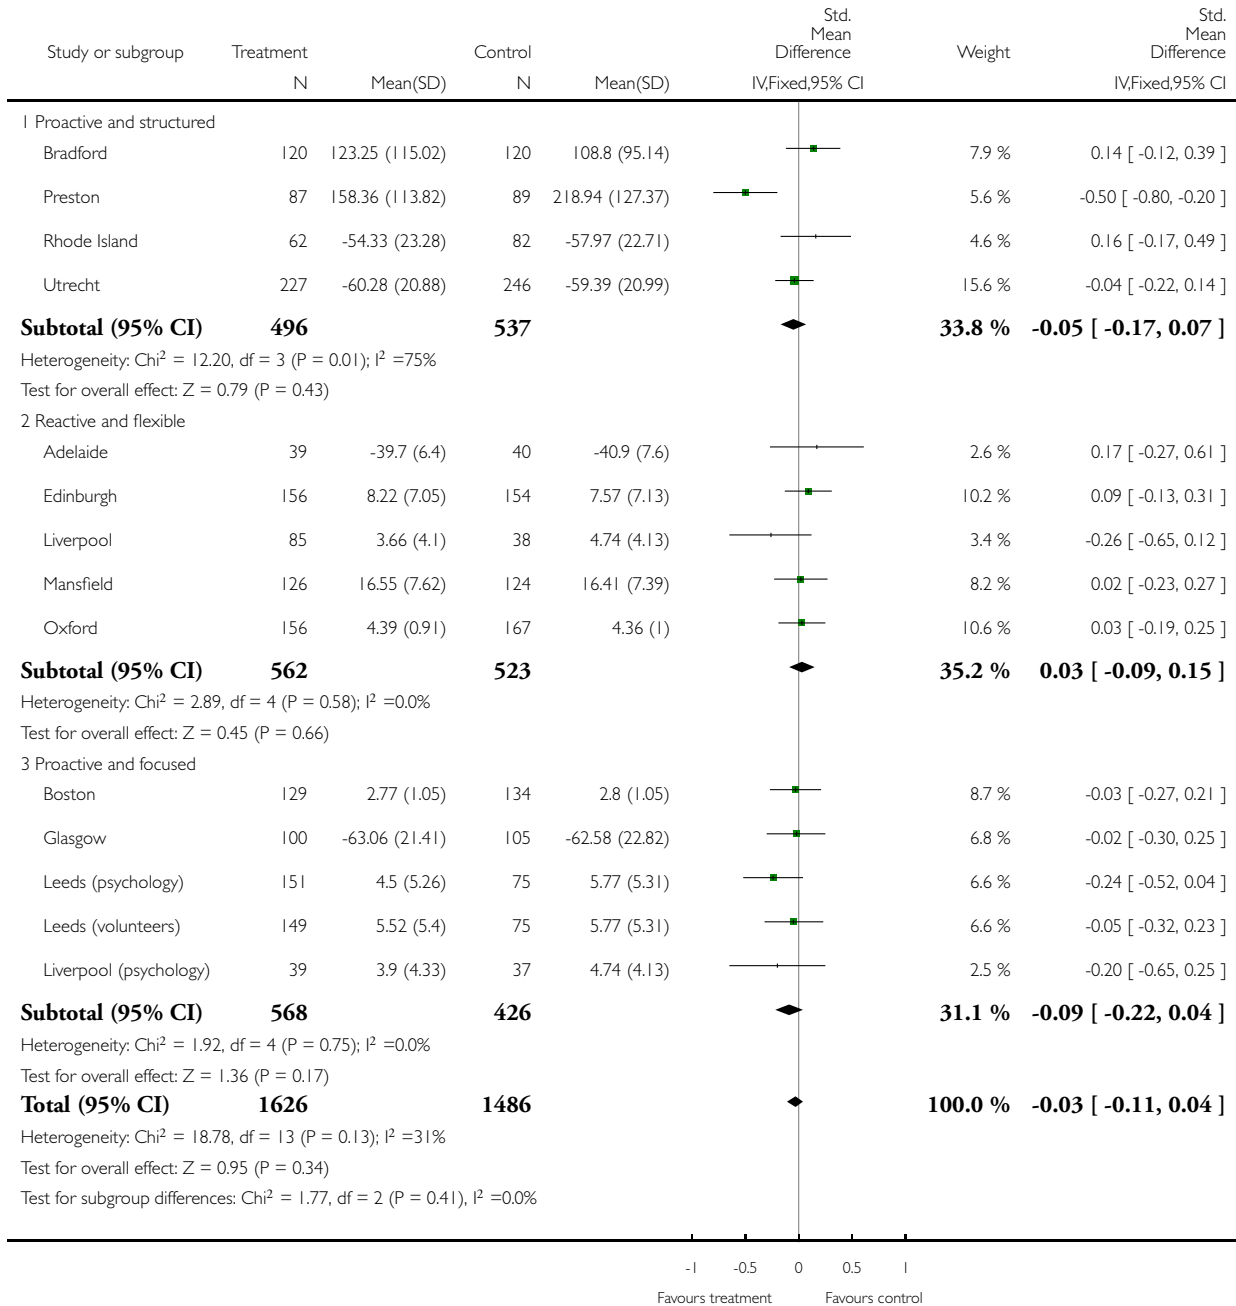 Study or subgroup Treatment Control Std. Mean Difference Weight Std. Mean Difference
N Mean(SD) N Mean(SD) IV,Fixed,95% CI IV,Fixed,95% CI
1 Proactive and structured
Bradford 120 123.25 (115.02) 120 108.8 (95.14) 7.9 % 0.14 [ -0.12, 0.39 ]
Preston 87 158.36 (113.82) 89 218.94 (127.37) 5.6 % -0.50 [ -0.80, -0.20 ]
Rhode Island 62 -54.33 (23.28) 82 -57.97 (22.71) 4.6 % 0.16 [ -0.17, 0.49 ]
Utrecht 227 -60.28 (20.88) 246 -59.39 (20.99) 15.6 % -0.04 [ -0.22, 0.14 ]
Subtotal (95% CI) 496 537 33.8 % -0.05 [ -0.17, 0.07 ]
Heterogeneity: Chi² = 12.20, df = 3 (P = 0.01); I² =75%
Test for overall effect: Z = 0.79 (P = 0.43)
2 Reactive and flexible
Adelaide 39 -39.7 (6.4) 40 -40.9 (7.6) 2.6 % 0.17 [ -0.27, 0.61 ]
Edinburgh 156 8.22 (7.05) 154 7.57 (7.13) 10.2 % 0.09 [ -0.13, 0.31 ]
Liverpool 85 3.66 (4.1) 38 4.74 (4.13) 3.4 % -0.26 [ -0.65, 0.12 ]
Mansfield 126 16.55 (7.62) 124 16.41 (7.39) 8.2 % 0.02 [ -0.23, 0.27 ]
Oxford 156 4.39 (0.91) 167 4.36 (1) 10.6 % 0.03 [ -0.19, 0.25 ]
Subtotal (95% CI) 562 523 35.2 % 0.03 [ -0.09, 0.15 ]
Heterogeneity: Chi² = 2.89, df = 4 (P = 0.58); I² =0.0%
Test for overall effect: Z = 0.45 (P = 0.66)
3 Proactive and focused
Boston 129 2.77 (1.05) 134 2.8 (1.05) 8.7 % -0.03 [ -0.27, 0.21 ]
Glasgow 100 -63.06 (21.41) 105 -62.58 (22.82) 6.8 % -0.02 [ -0.30, 0.25 ]
Leeds (psychology) 151 4.5 (5.26) 75 5.77 (5.31) 6.6 % -0.24 [ -0.52, 0.04 ]
Leeds (volunteers) 149 5.52 (5.4) 75 5.77 (5.31) 6.6 % -0.05 [ -0.32, 0.23 ]
Liverpool (psychology) 39 3.9 (4.33) 37 4.74 (4.13) 2.5 % -0.20 [ -0.65, 0.25 ]
Subtotal (95% CI) 568 426 31.1 % -0.09 [ -0.22, 0.04 ]
Heterogeneity: Chi² = 1.92, df = 4 (P = 0.75); I² =0.0%
Test for overall effect: Z = 1.36 (P = 0.17)
Total (95% CI) 1626 1486 100.0 % -0.03 [ -0.11, 0.04 ]
Heterogeneity: Chi² = 18.78, df = 13 (P = 0.13); I² =31%
Test for overall effect: Z = 0.95 (P = 0.34)
Test for subgroup differences: Chi² = 1.77, df = 2 (P = 0.41), I² =0.0%
-1 -0.5 0 0.5 1
Favours treatment Favours control